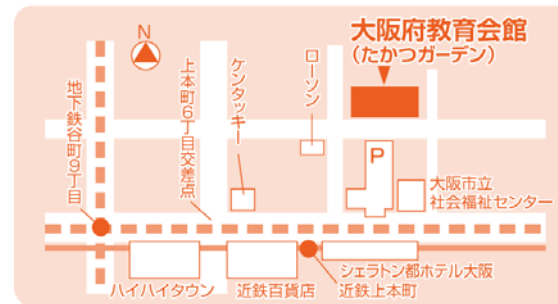 N
大阪府教育会館
(たかつガーデン)
ローソン
ケンタッキー
上本町6丁目交差点
地下鉄谷町9丁目
P
大阪市立
社会福祉センター
シェラトン都ホテル大阪
ハイハイタウン
近鉄百貨店
近鉄上本町